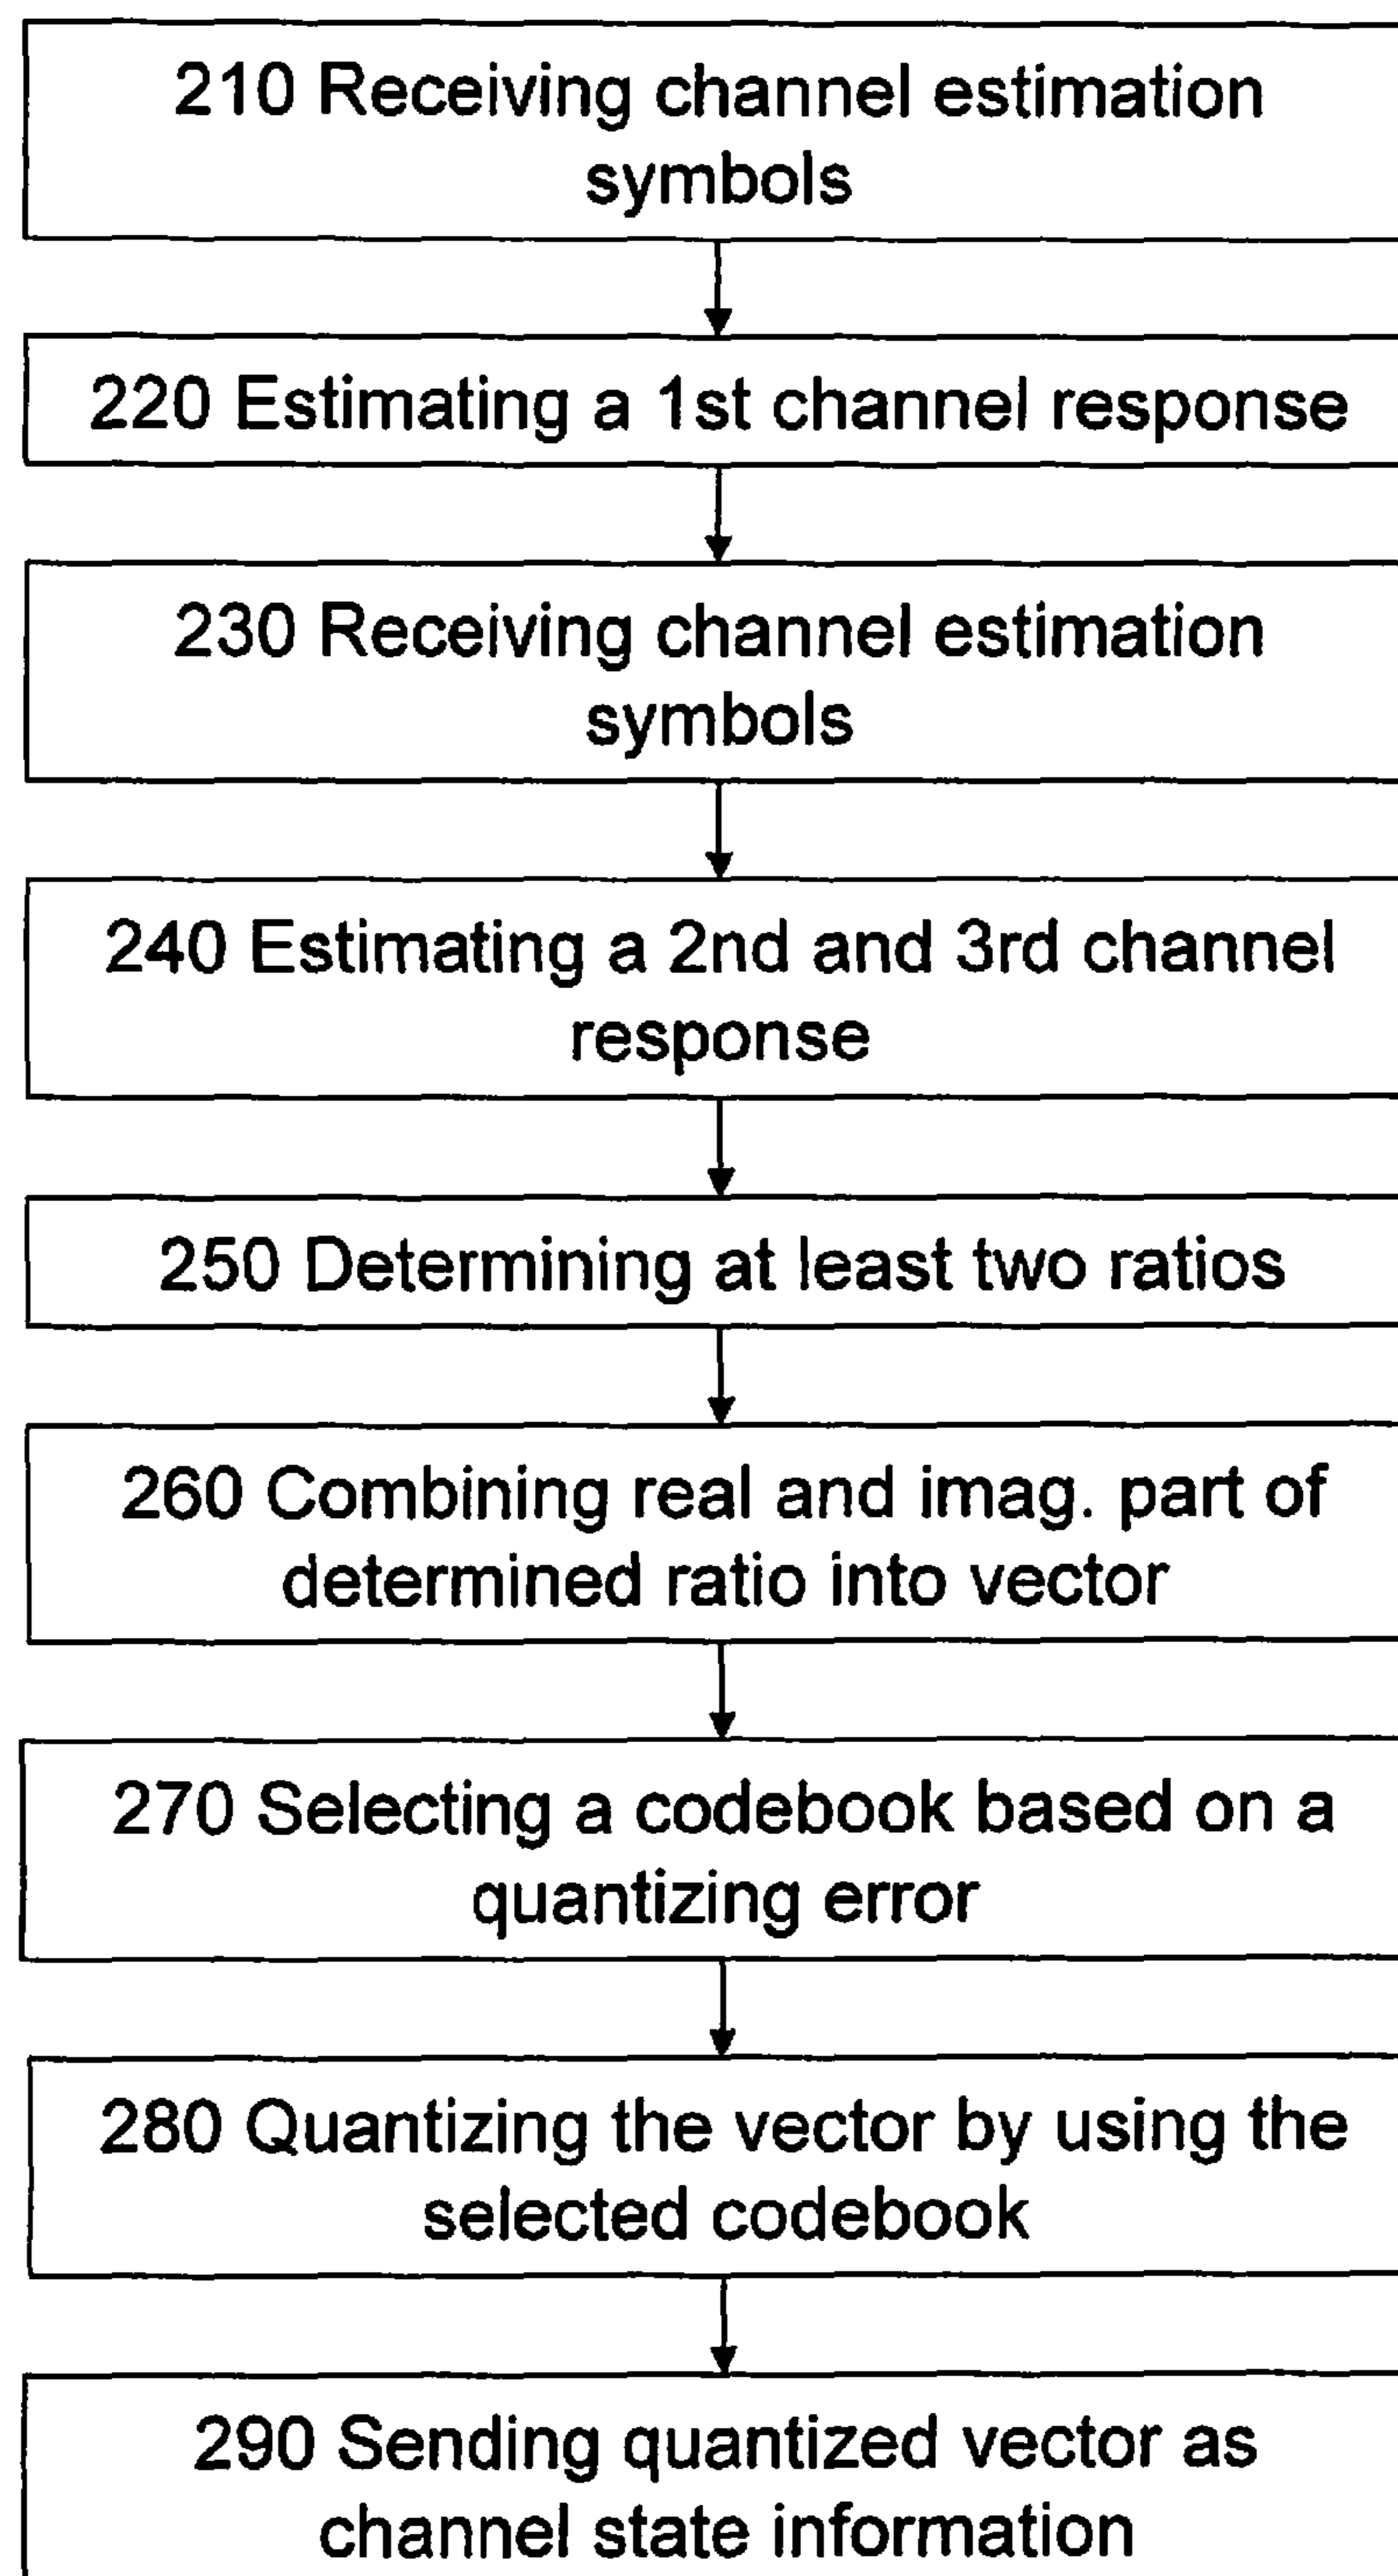 210 Receiving channel estimation
symbols
220 Estimating a 1st channel response
230 Receiving channel estimation
symbols
240 Estimating a 2nd and 3rd channel
response
250 Determining at least two ratios
260 Combining real and imag. part of
determined ratio into vector
270 Selecting a codebook based on a
quantizing error
280 Quantizing the vector by using the
selected codebook
290 Sending quantized vector as
channel state information